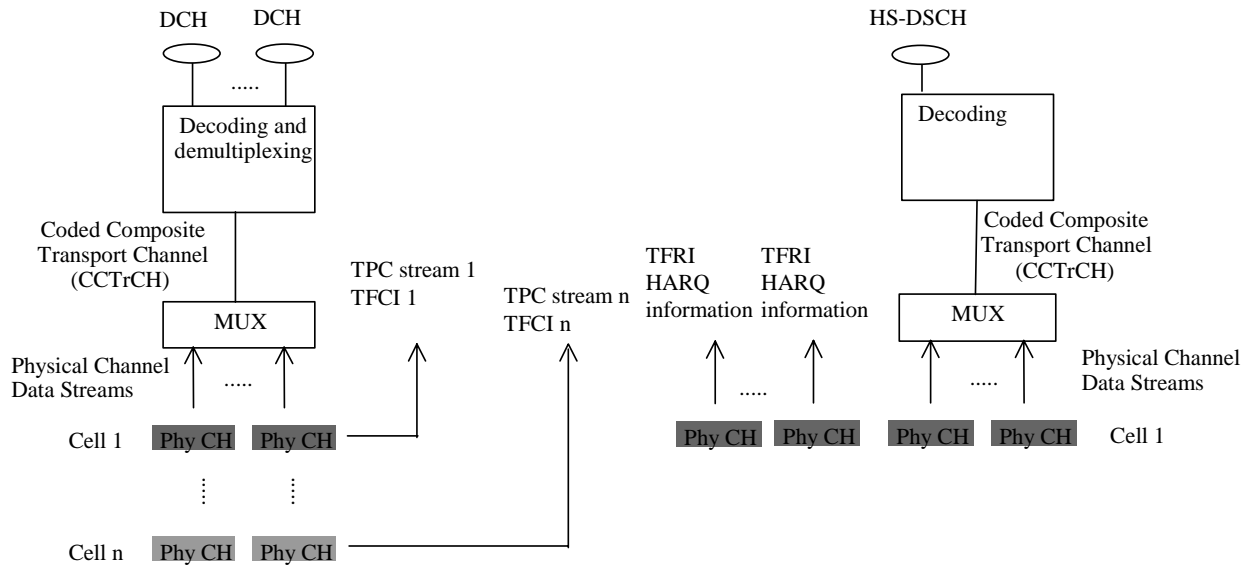 DCH
DCH
.....
Decoding and
demultiplexing
Coded Composite
Transport Channel
(CCTrCH)
MUX
Physical Channel
Data Streams
.....
TPC stream 1
TFCI 1
TPC stream n
TFCI n
Cell 1
Phy CH
Phy CH
Cell n
Phy CH
Phy CH
HS-DSCH
Decoding
Coded Composite
Transport Channel
(CCTrCH)
MUX
TFRI
HARQ
information
TFRI
HARQ
information
.....
.....
Physical Channel
Data Streams
Phy CH
Phy CH
Phy CH
Phy CH
Cell 1